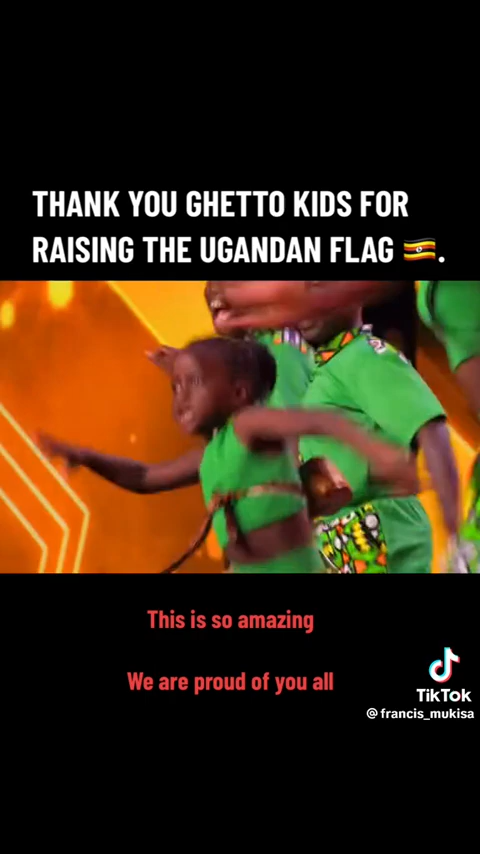 THANK YOU GHETTO KIDS FOR
RAISING THE UGANDAN FLAG 🇺🇬.
This is so amazing
We are proud of you all
TikTok
@francis_mukisa